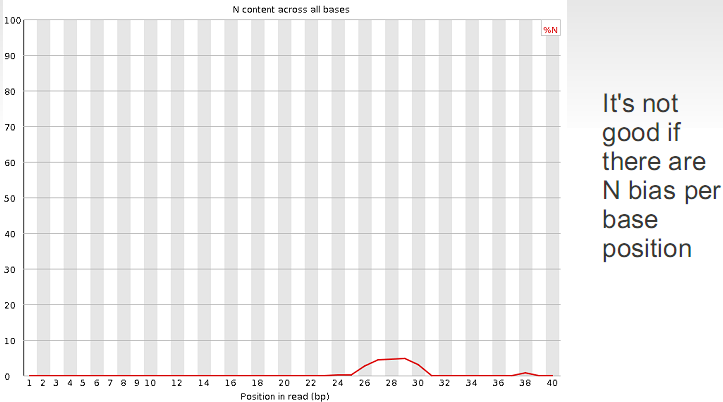 N content across all bases
%N
100
90
80
70
60
50
40
30
20
10
0
1 2 3 4 5 6 7 8 9 10 12 14 16 18 20 22 24 26 28 30 32 34 36 38 40
Position in read (bp)
It's not
good if
there are
N bias per
base
position